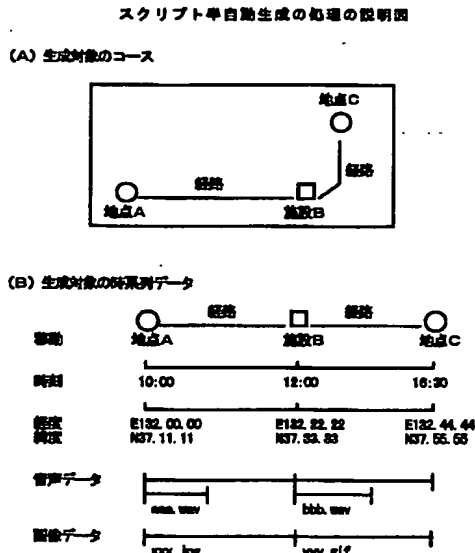 スクリプト半自動生成の処理の説明図
(A) 生成対象のコース
地点C
経路
経路
地点A
施設B
(B) 生成対象の時系列データ
経路
経路
移動
地点A
施設B
地点C
時刻
10:00
12:00
16:30
経度
E132.00.00
E132.22.22
E132.44.44
緯度
N37.11.11
N37.33.33
N37.55.55
音声データ
aaa.wav
bbb.wav
画像データ